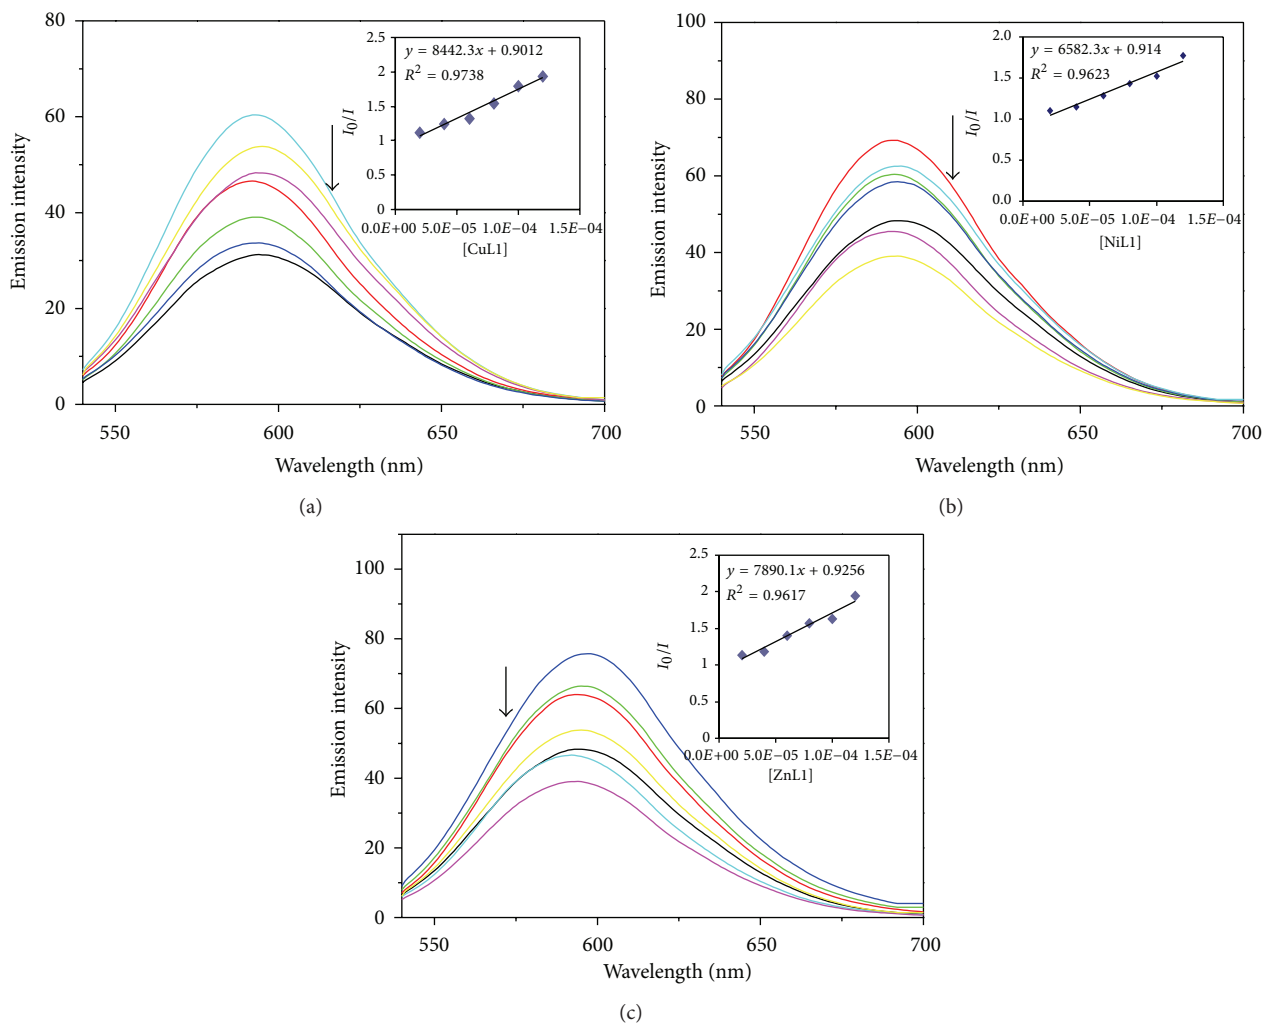 80
60
40
20
0
Emission intensity
550
600
650
700
Wavelength (nm)
y = 8442.3x + 0.9012
R² = 0.9738
2.5
2
1.5
1
0.5
0
I₀/I
0.0E+00
5.0E−05
1.0E−04
1.5E−04
[CuL1]
(a)
100
80
60
40
20
0
Emission intensity
550
600
650
700
Wavelength (nm)
y = 6582.3x + 0.914
R² = 0.9623
2.0
1.5
1.0
0.5
0.0
I₀/I
0.0E+00
5.0E−05
1.0E−04
1.5E−04
[NiL1]
(b)
100
80
60
40
20
0
Emission intensity
550
600
650
700
Wavelength (nm)
y = 7890.1x + 0.9256
R² = 0.9617
2.5
2
1.5
1
0.5
0
I₀/I
0.0E+00
5.0E−05
1.0E−04
1.5E−04
[ZnL1]
(c)